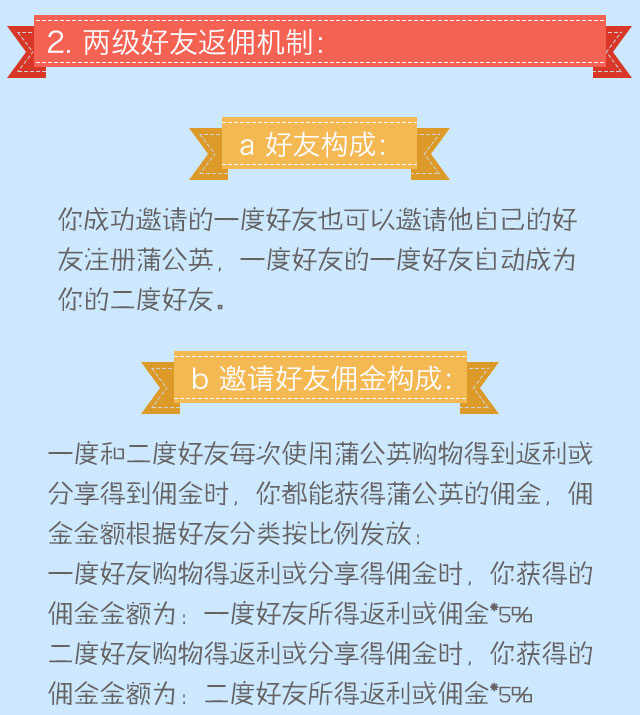 2. 两级好友返佣机制：
a 好友构成：
你成功邀请的一度好友也可以邀请他自己的好
友注册蒲公英，一度好友的一度好友自动成为
你的二度好友。
b 邀请好友佣金构成：
一度和二度好友每次使用蒲公英购物得到返利或
分享得到佣金时，你都能获得蒲公英的佣金，佣
金金额根据好友分类按比例发放：
一度好友购物得返利或分享得佣金时，你获得的
佣金金额为：一度好友所得返利或佣金*5%
二度好友购物得返利或分享得佣金时，你获得的
佣金金额为：二度好友所得返利或佣金*5%